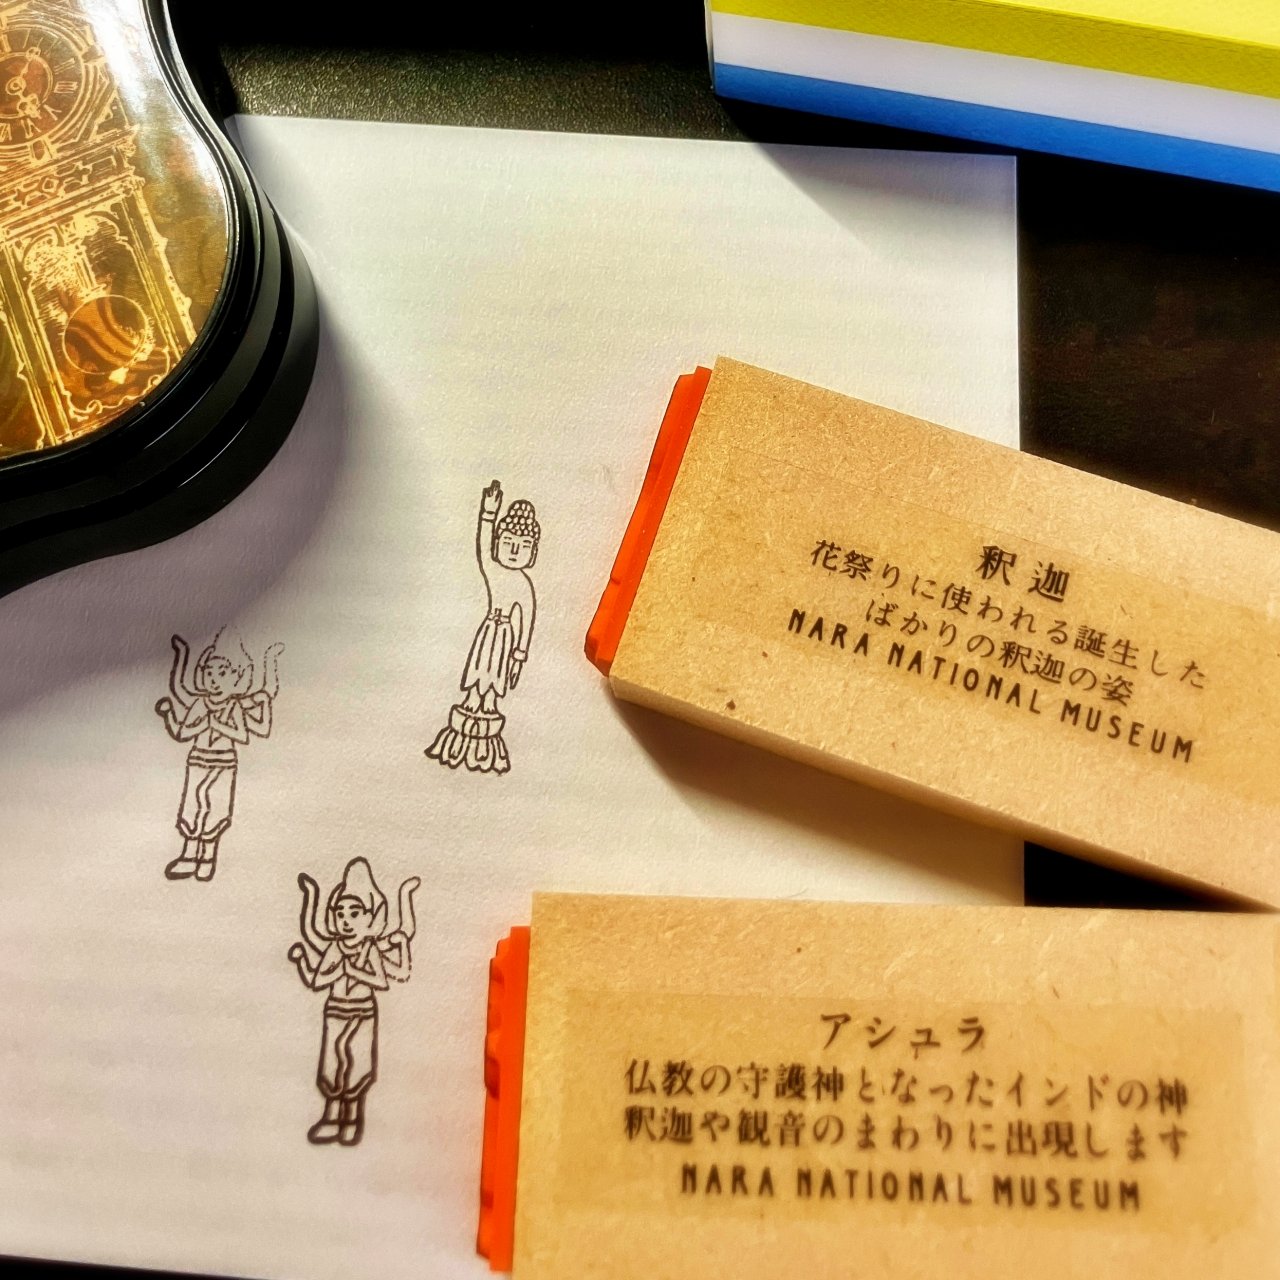 釈迦
花祭りに使われる誕生した
ばかりの釈迦の姿
NARA NATIONAL MUSEUM
アシュラ
仏教の守護神となったインドの神
釈迦や観音のまわりに出現します
NARA NATIONAL MUSEUM